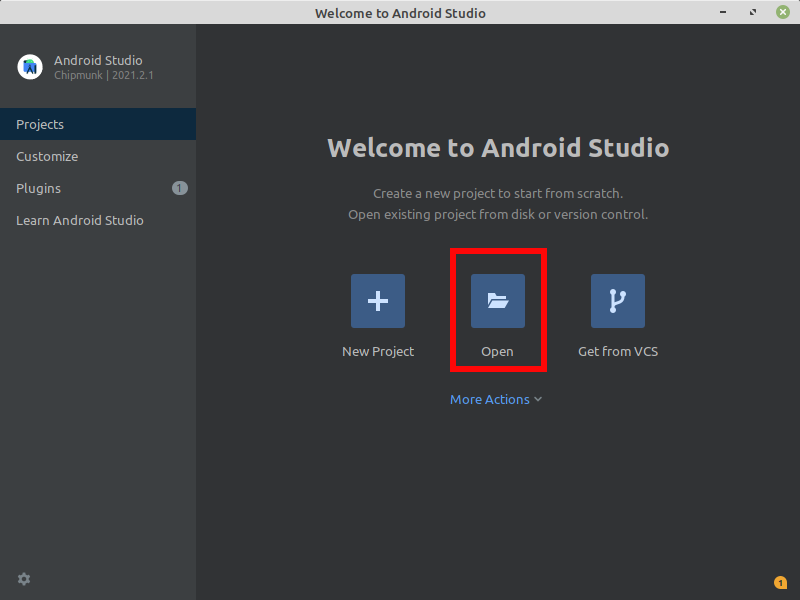 Welcome to Android Studio
Android Studio
Chipmunk | 2021.2.1
Projects
Customize
Plugins
1
Learn Android Studio
Welcome to Android Studio
Create a new project to start from scratch.
Open existing project from disk or version control.
New Project
Open
Get from VCS
More Actions
1